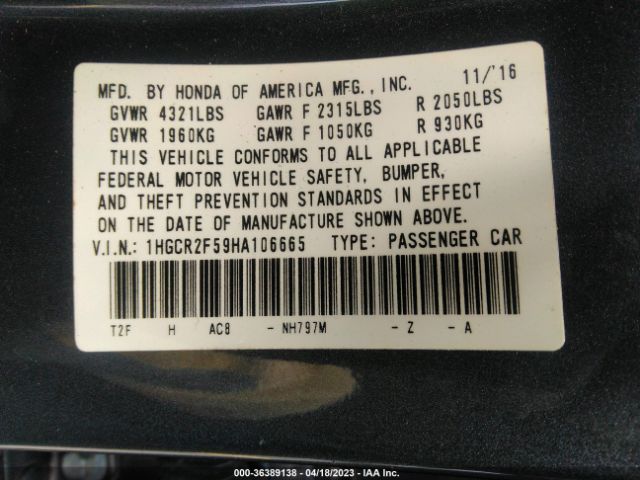 MFD. BY HONDA OF AMERICA MFG., INC. 11/'16
GVWR 4321LBS GAWR F 2315LBS R 2050LBS
GVWR 1960KG GAWR F 1050KG R 930KG
THIS VEHICLE CONFORMS TO ALL APPLICABLE
FEDERAL MOTOR VEHICLE SAFETY, BUMPER,
AND THEFT PREVENTION STANDARDS IN EFFECT
ON THE DATE OF MANUFACTURE SHOWN ABOVE.
V.I.N.: 1HGCR2F59HA106665 TYPE: PASSENGER CAR
T2F H AC8 - NH797M - Z - A
000-36389138 - 04/18/2023 - IAA Inc.